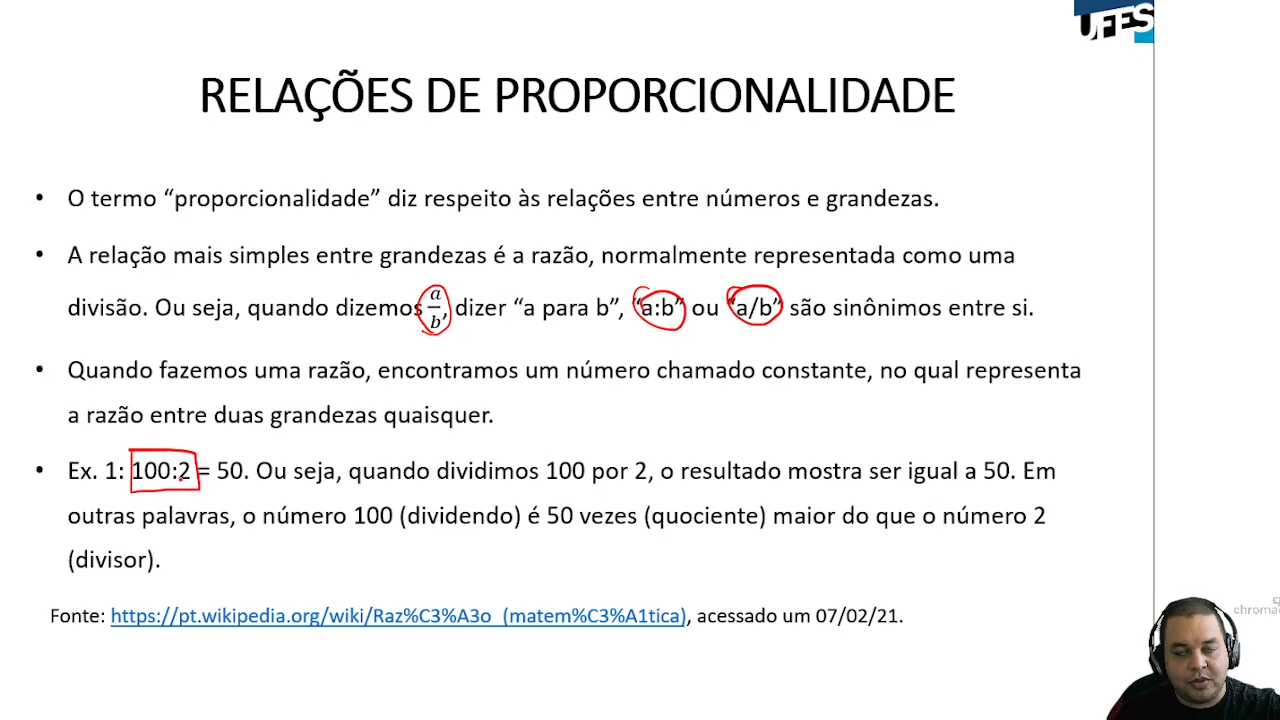 UFES
RELAÇÕES DE PROPORCIONALIDADE
• O termo “proporcionalidade” diz respeito às relações entre números e grandezas.
• A relação mais simples entre grandezas é a razão, normalmente representada como uma
divisão. Ou seja, quando dizemos a/b, dizer “a para b”, “a:b” ou “a/b” são sinônimos entre si.
• Quando fazemos uma razão, encontramos um número chamado constante, no qual representa
a razão entre duas grandezas quaisquer.
• Ex. 1: 100:2 = 50. Ou seja, quando dividimos 100 por 2, o resultado mostra ser igual a 50. Em
outras palavras, o número 100 (dividendo) é 50 vezes (quociente) maior do que o número 2
(divisor).
Fonte: https://pt.wikipedia.org/wiki/Raz%C3%A3o_(matem%C3%A1tica), acessado um 07/02/21.